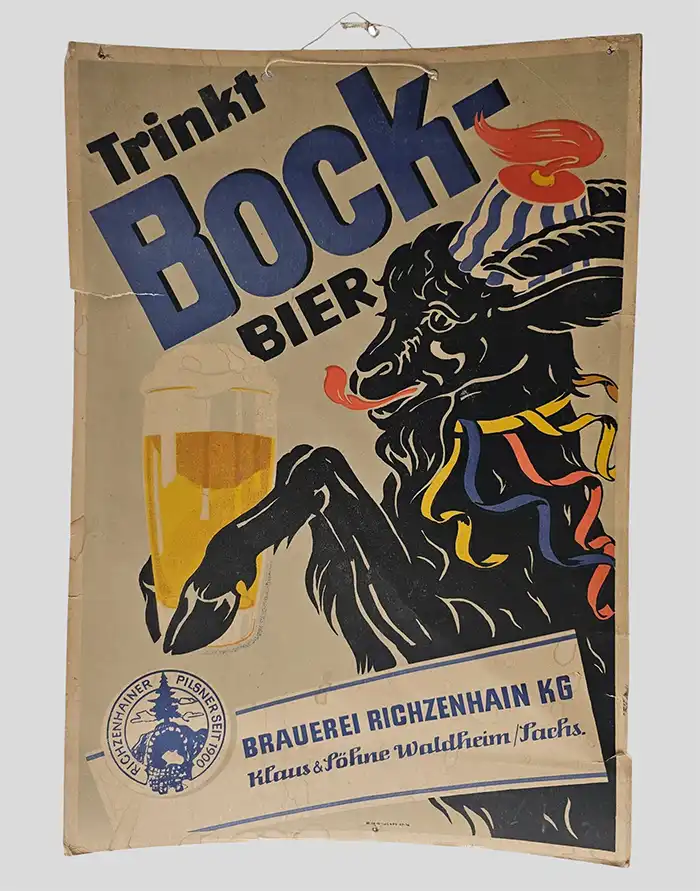 Trinkt
BOCK-
BIER
RICHZENHAINER PILSNER SEIT 1900
BRAUEREI RICHZENHAIN KG
Klaus & Söhne Waldheim/Sachs.